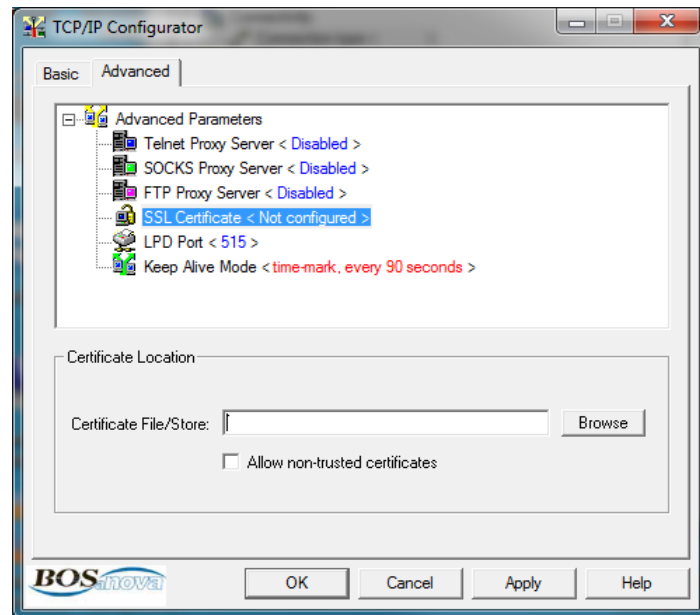 TCP/IP Configurator
Basic
Advanced
Advanced Parameters
Telnet Proxy Server < Disabled >
SOCKS Proxy Server < Disabled >
FTP Proxy Server < Disabled >
SSL Certificate < Not configured >
LPD Port < 515 >
Keep Alive Mode < time-mark, every 90 seconds >
Certificate Location
Certificate File/Store:
Browse
Allow non-trusted certificates
BOSaNOVA
OK
Cancel
Apply
Help